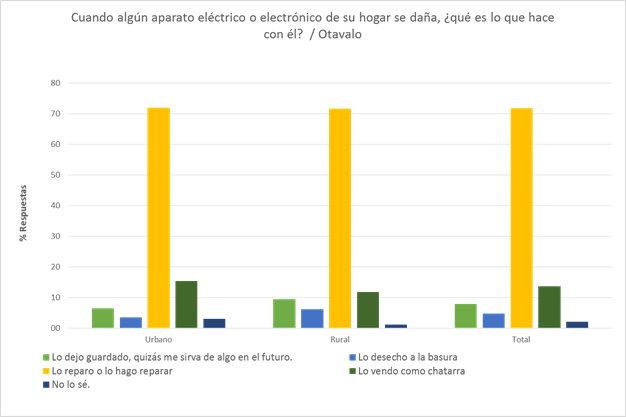 Cuando algún aparato eléctrico o electrónico de su hogar se daña, ¿qué es lo que hace
con él?  / Otavalo
80
70
60
50
40
30
20
10
00
% Respuestas
Urbano
Rural
Total
Lo dejo guardado, quizás me sirva de algo en el futuro.
Lo desecho a la basura
Lo reparo o lo hago reparar
Lo vendo como chatarra
No lo sé.